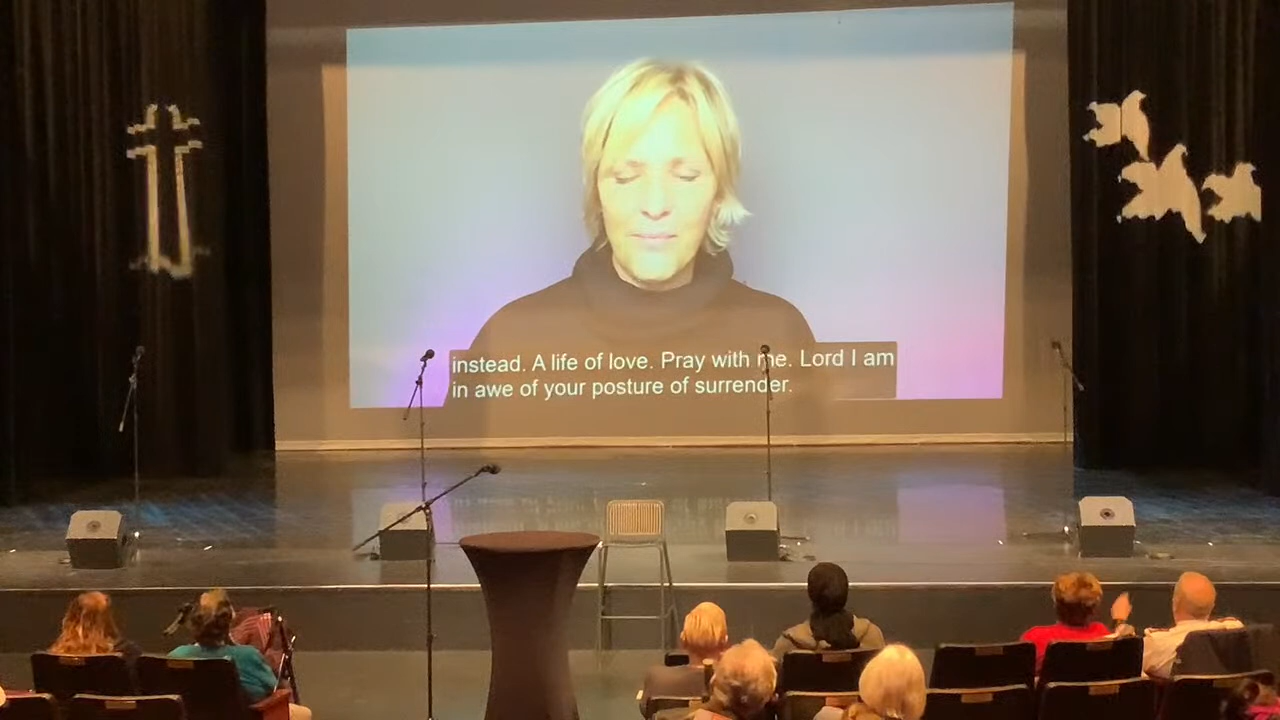 instead. A life of love. Pray with me. Lord I am
in awe of your posture of surrender.